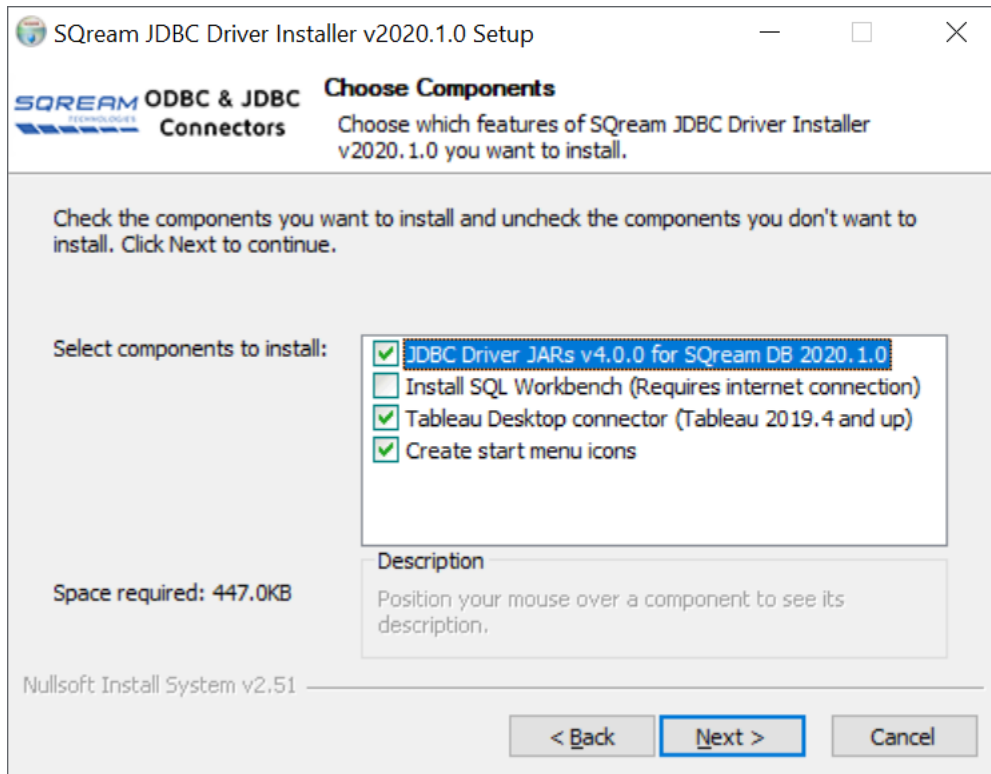 SQream JDBC Driver Installer v2020.1.0 Setup
SQREAM
TECHNOLOGIES
ODBC & JDBC
Connectors
Choose Components
Choose which features of SQream JDBC Driver Installer
v2020.1.0 you want to install.
Check the components you want to install and uncheck the components you don't want to
install. Click Next to continue.
Select components to install:
JDBC Driver JARs v4.0.0 for SQream DB 2020.1.0
Install SQL Workbench (Requires internet connection)
Tableau Desktop connector (Tableau 2019.4 and up)
Create start menu icons
Space required: 447.0KB
Description
Position your mouse over a component to see its
description.
Nullsoft Install System v2.51
< Back
Next >
Cancel